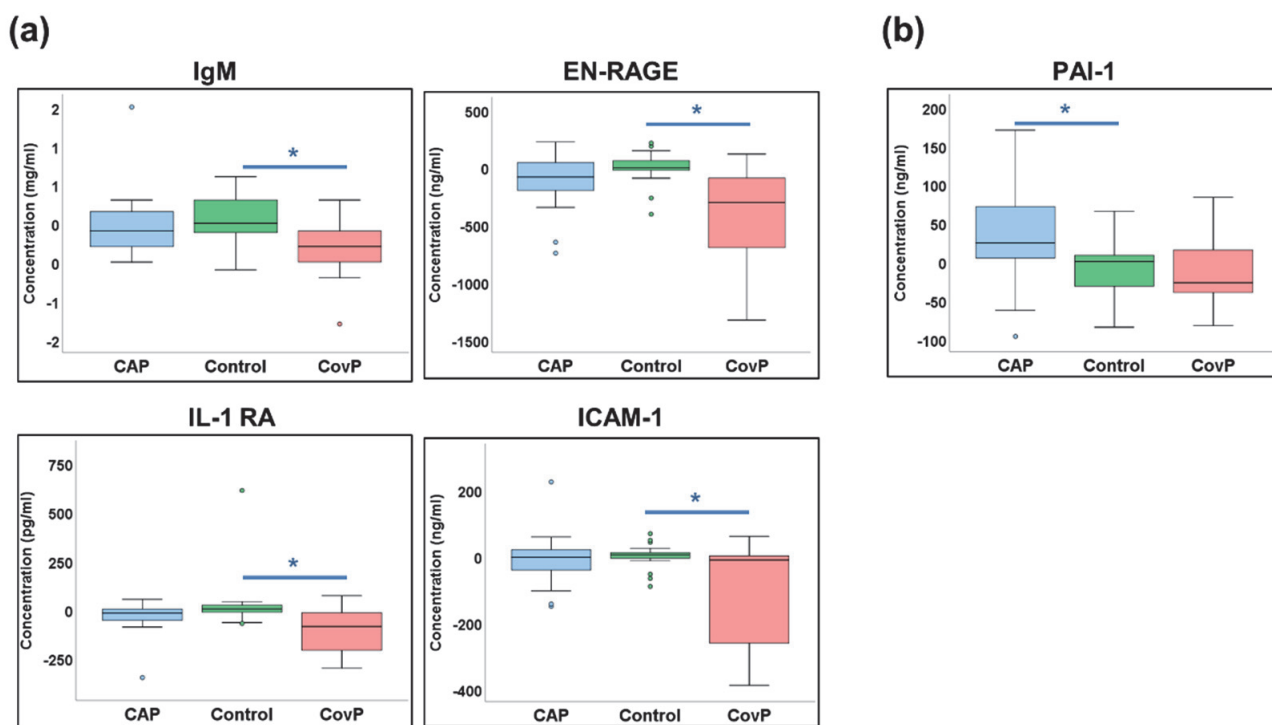 (a)
IgM
Concentration (mg/ml)
2
1
1
0
0
-1
-2
*
CAP Control CovP
EN-RAGE
Concentration (ng/ml)
500
0
-500
-1000
-1500
*
CAP Control CovP
(b)
PAI-1
Concentration (ng/ml)
200
150
100
50
0
-50
-100
*
CAP Control CovP
IL-1 RA
Concentration (pg/ml)
750
500
250
0
-250
*
CAP Control CovP
ICAM-1
Concentration (ng/ml)
200
0
-200
-400
*
CAP Control CovP